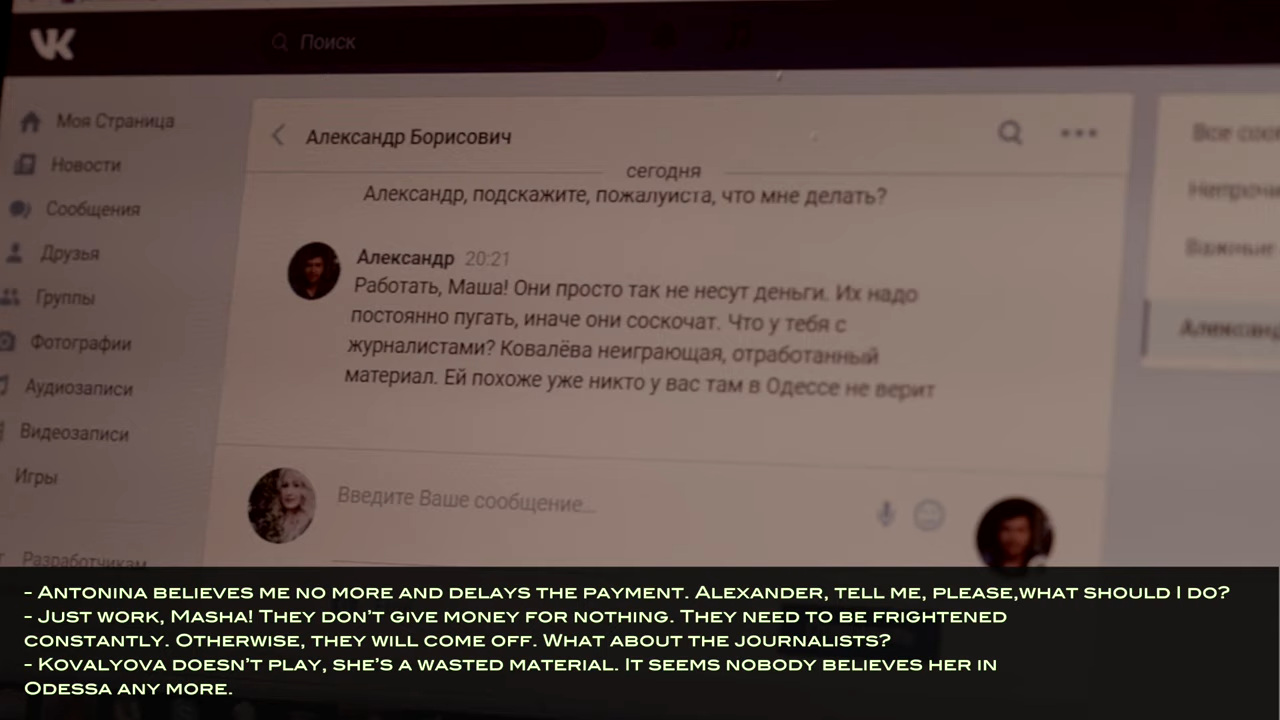 VK
Поиск
Моя Страница
Новости
Сообщения
Друзья
Группы
Фотографии
Аудиозаписи
Видеозаписи
Игры
Разработчикам
Александр Борисович
сегодня
Александр, подскажите, пожалуиста, что мне делать?
Александр 20:21
Работать, Маша! Они просто так не несут деньги. Их надо
постоянно пугать, иначе они соскочат. Что у тебя с
журналистами? Ковалёва неиграющая, отработанный
материал. Ей похоже уже никто у вас там в Одессе не верит
Введите Ваше сообщение...
Все
- Antonina believes me no more and delays the payment. Alexander, tell me, please,what should I do?
- Just work, Masha! They don't give money for nothing. They need to be frightened
constantly. Otherwise, they will come off. What about the journalists?
- Kovalyova doesn't play, she's a wasted material. It seems nobody believes her in
Odessa any more.